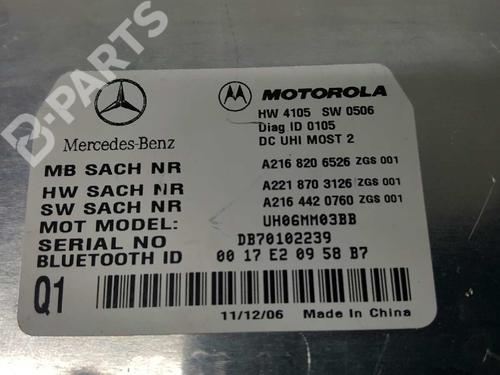 B-PARTS
Mercedes-Benz
MOTOROLA
HW 4105 SW 0506
Diag ID 0105
DC UHI MOST 2
MB SACH NR A216 820 6526 ZGS 001
HW SACH NR A221 870 3126 ZGS 001
SW SACH NR A216 442 0760 ZGS 001
MOT MODEL: UH06MM03BB
SERIAL NO DB70102239
BLUETOOTH ID 00 17 E2 09 58 B7
Q1
11/12/06 Made In China